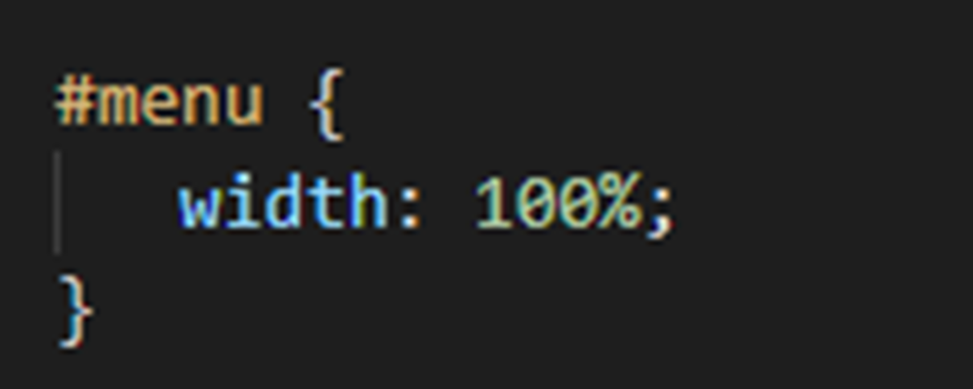 #menu {
    width: 100%;
}